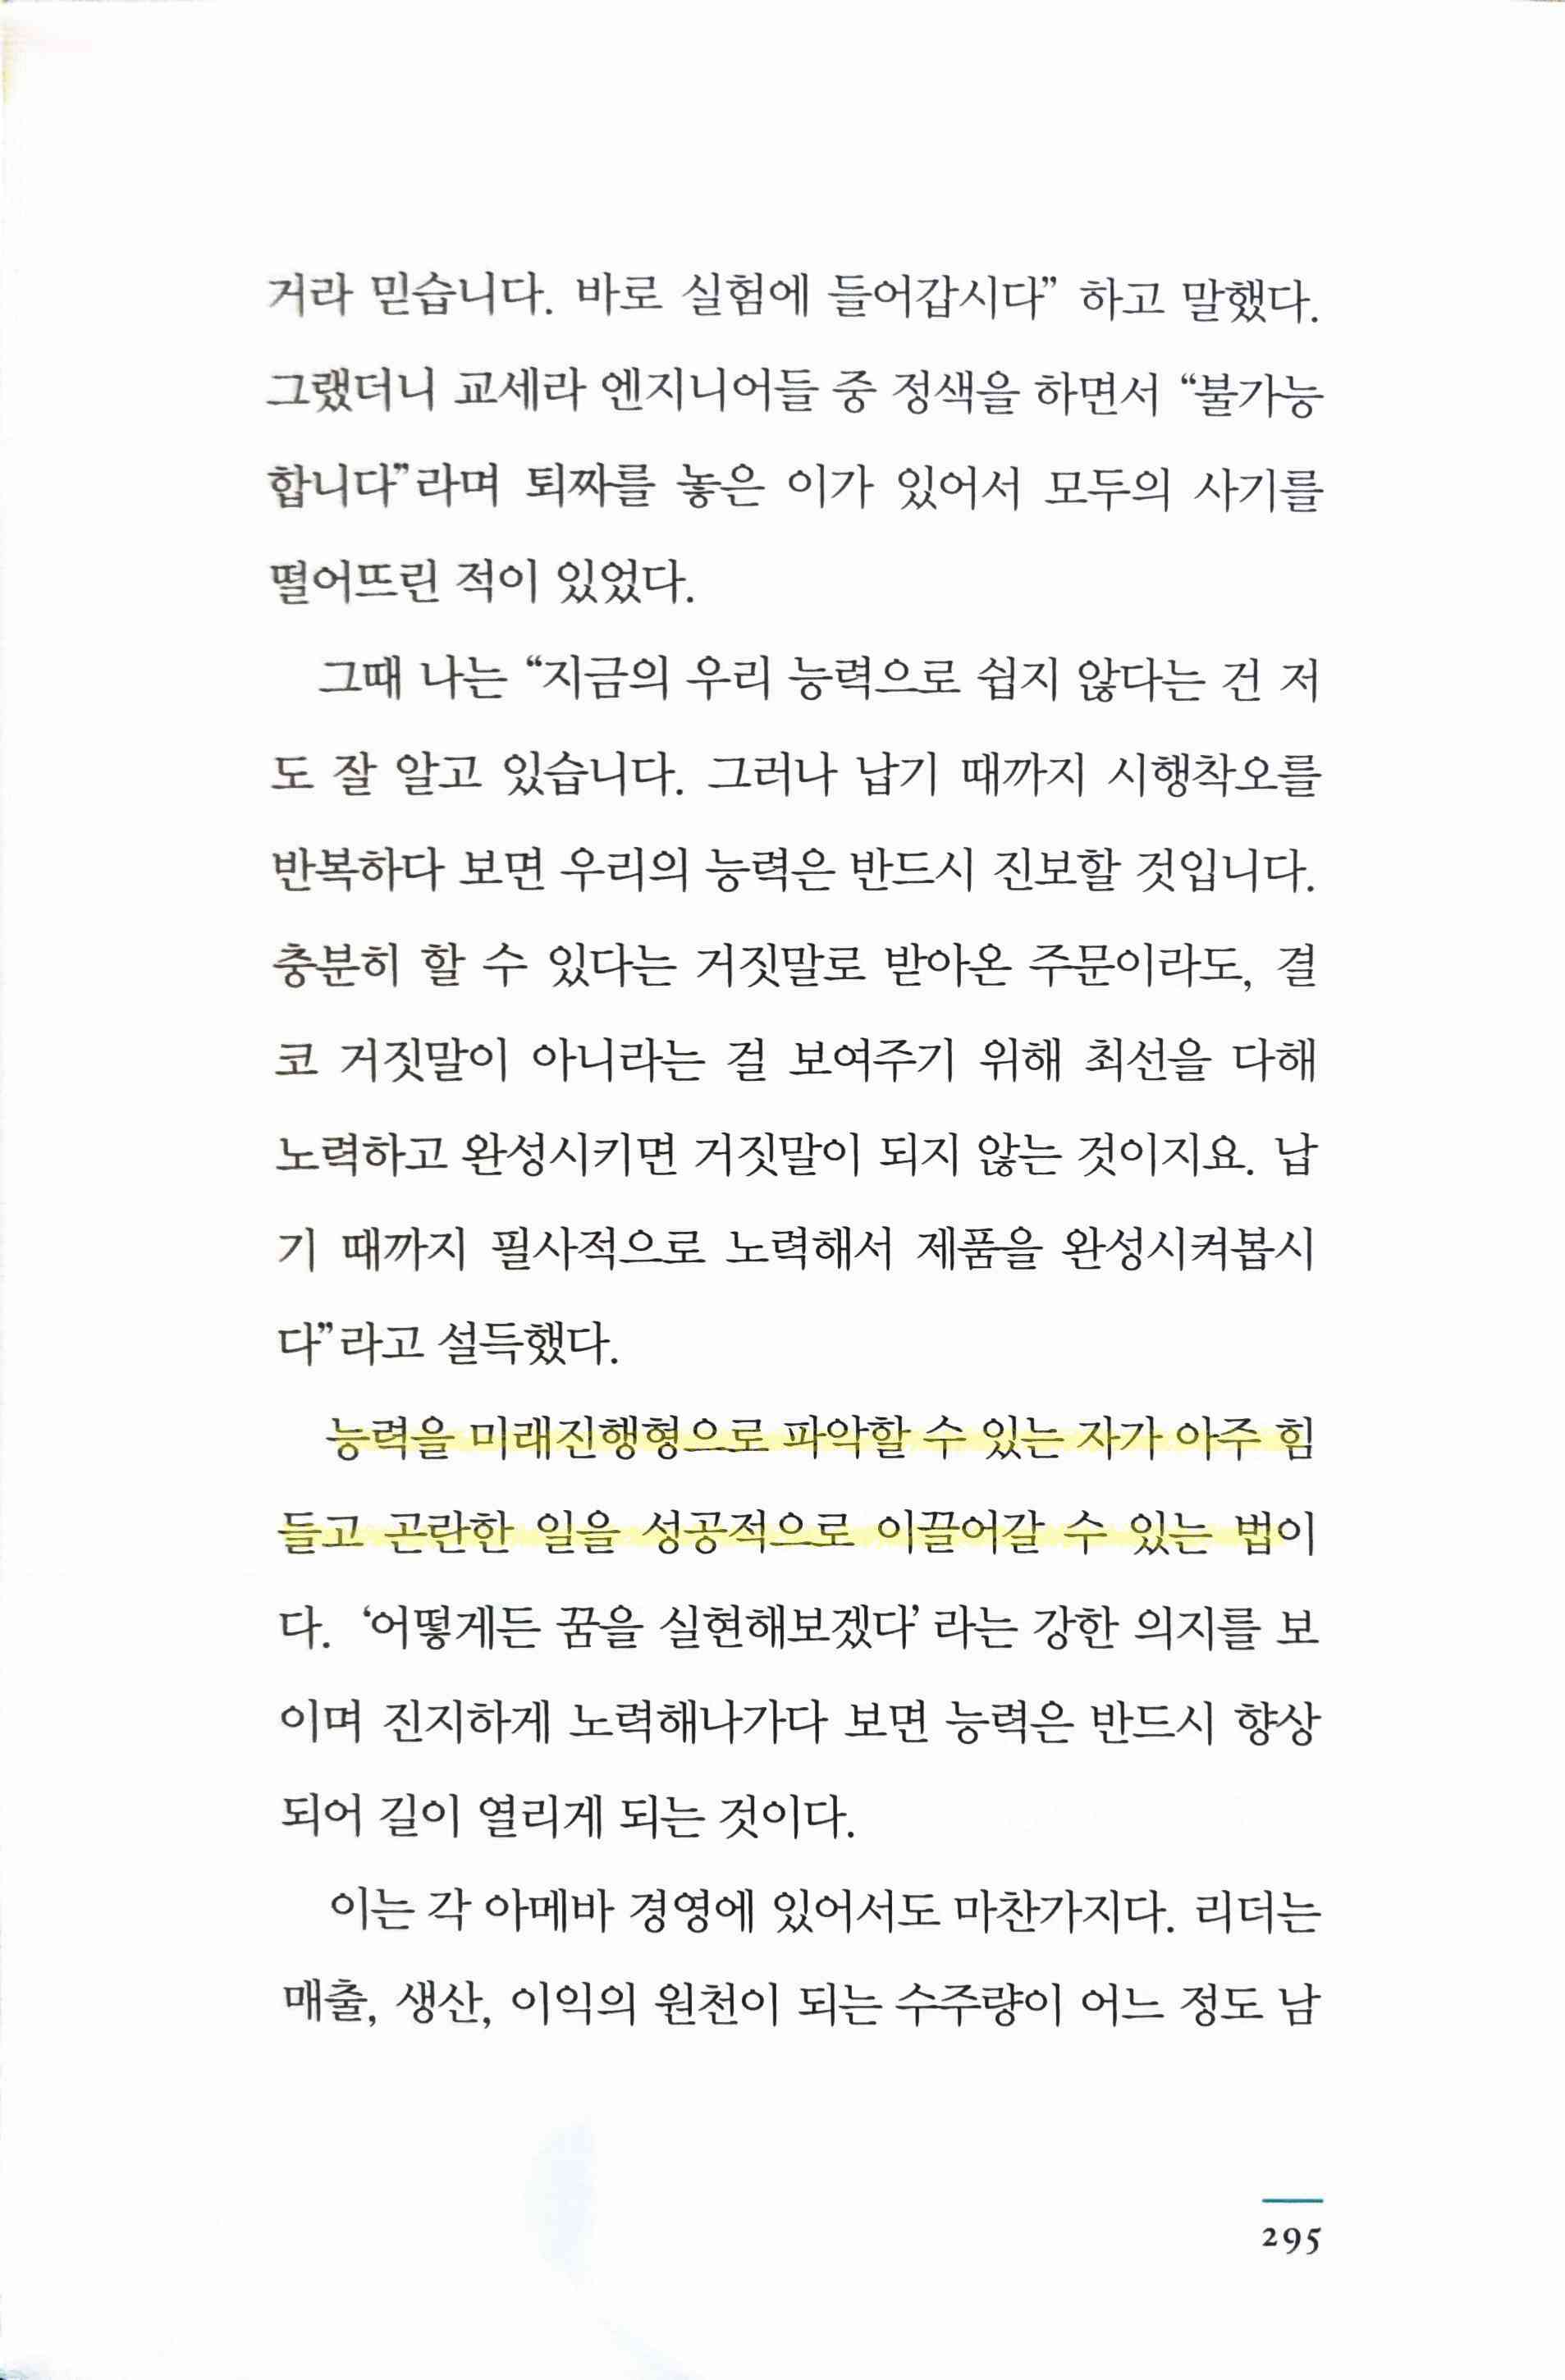 거라 믿습니다. 바로 실험에 들어갑시다” 하고 말했다.
그랬더니 교세라 엔지니어들 중 정색을 하면서 “불가능
합니다”라며 퇴짜를 놓은 이가 있어서 모두의 사기를
떨어뜨린 적이 있었다.
그때 나는 “지금의 우리 능력으로 쉽지 않다는 건 저
도 잘 알고 있습니다. 그러나 납기 때까지 시행착오를
반복하다 보면 우리의 능력은 반드시 진보할 것입니다.
충분히 할 수 있다는 거짓말로 받아온 주문이라도, 결
코 거짓말이 아니라는 걸 보여주기 위해 최선을 다해
노력하고 완성시키면 거짓말이 되지 않는 것이지요. 납
기 때까지 필사적으로 노력해서 제품을 완성시켜봅시
다”라고 설득했다.
능력을 미래진행형으로 파악할 수 있는 자가 아주 힘
들고 곤란한 일을 성공적으로 이끌어갈 수 있는 법이
다. ‘어떻게든 꿈을 실현해보겠다’ 라는 강한 의지를 보
이며 진지하게 노력해나가다 보면 능력은 반드시 향상
되어 길이 열리게 되는 것이다.
이는 각 아메바 경영에 있어서도 마찬가지다. 리더는
매출, 생산, 이익의 원천이 되는 수주량이 어느 정도 남
295